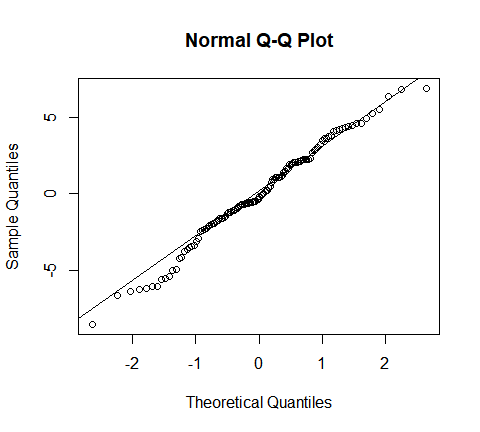 Normal Q-Q Plot
Sample Quantiles
5
0
-5
-2 -1 0 1 2
Theoretical Quantiles